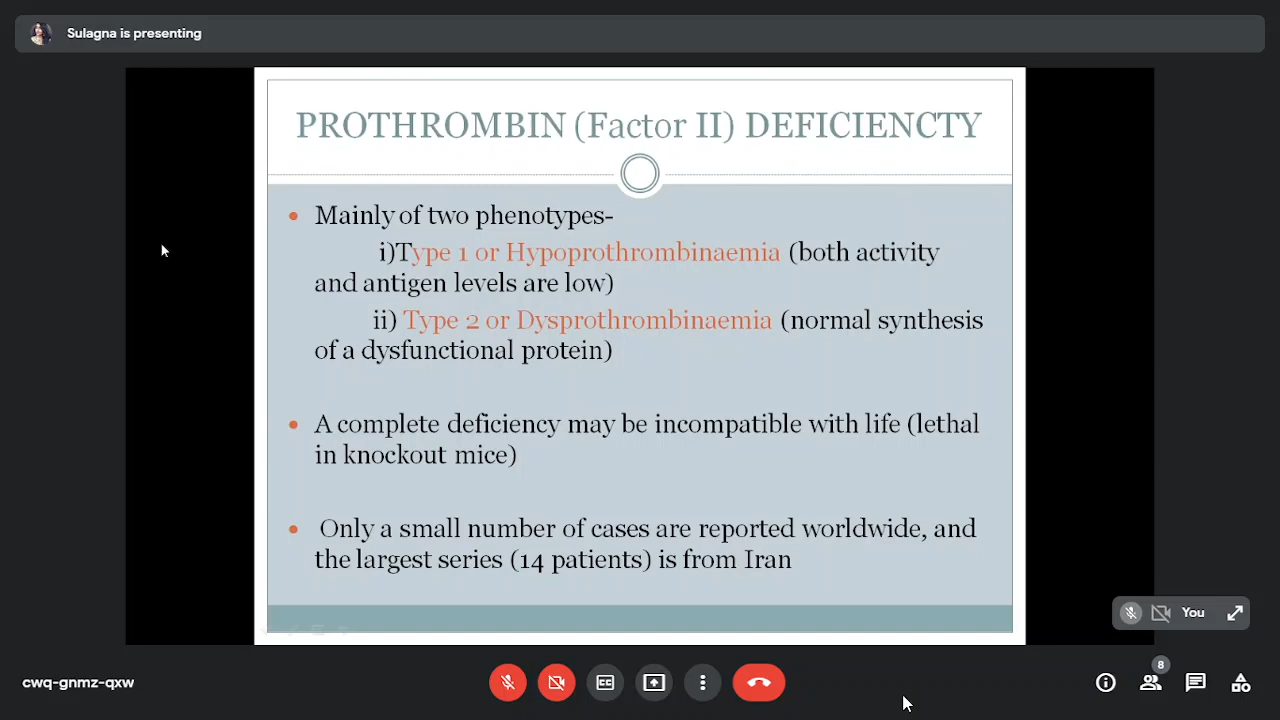 Sulagna is presenting
PROTHROMBIN (Factor II) DEFICIENCTY
Mainly of two phenotypes-
i)Type 1 or Hypoprothrombinaemia (both activity
and antigen levels are low)
ii) Type 2 or Dysprothrombinaemia (normal synthesis
of a dysfunctional protein)
A complete deficiency may be incompatible with life (lethal
in knockout mice)
Only a small number of cases are reported worldwide, and
the largest series (14 patients) is from Iran
You
8
cwq-gnmz-qxw
CC